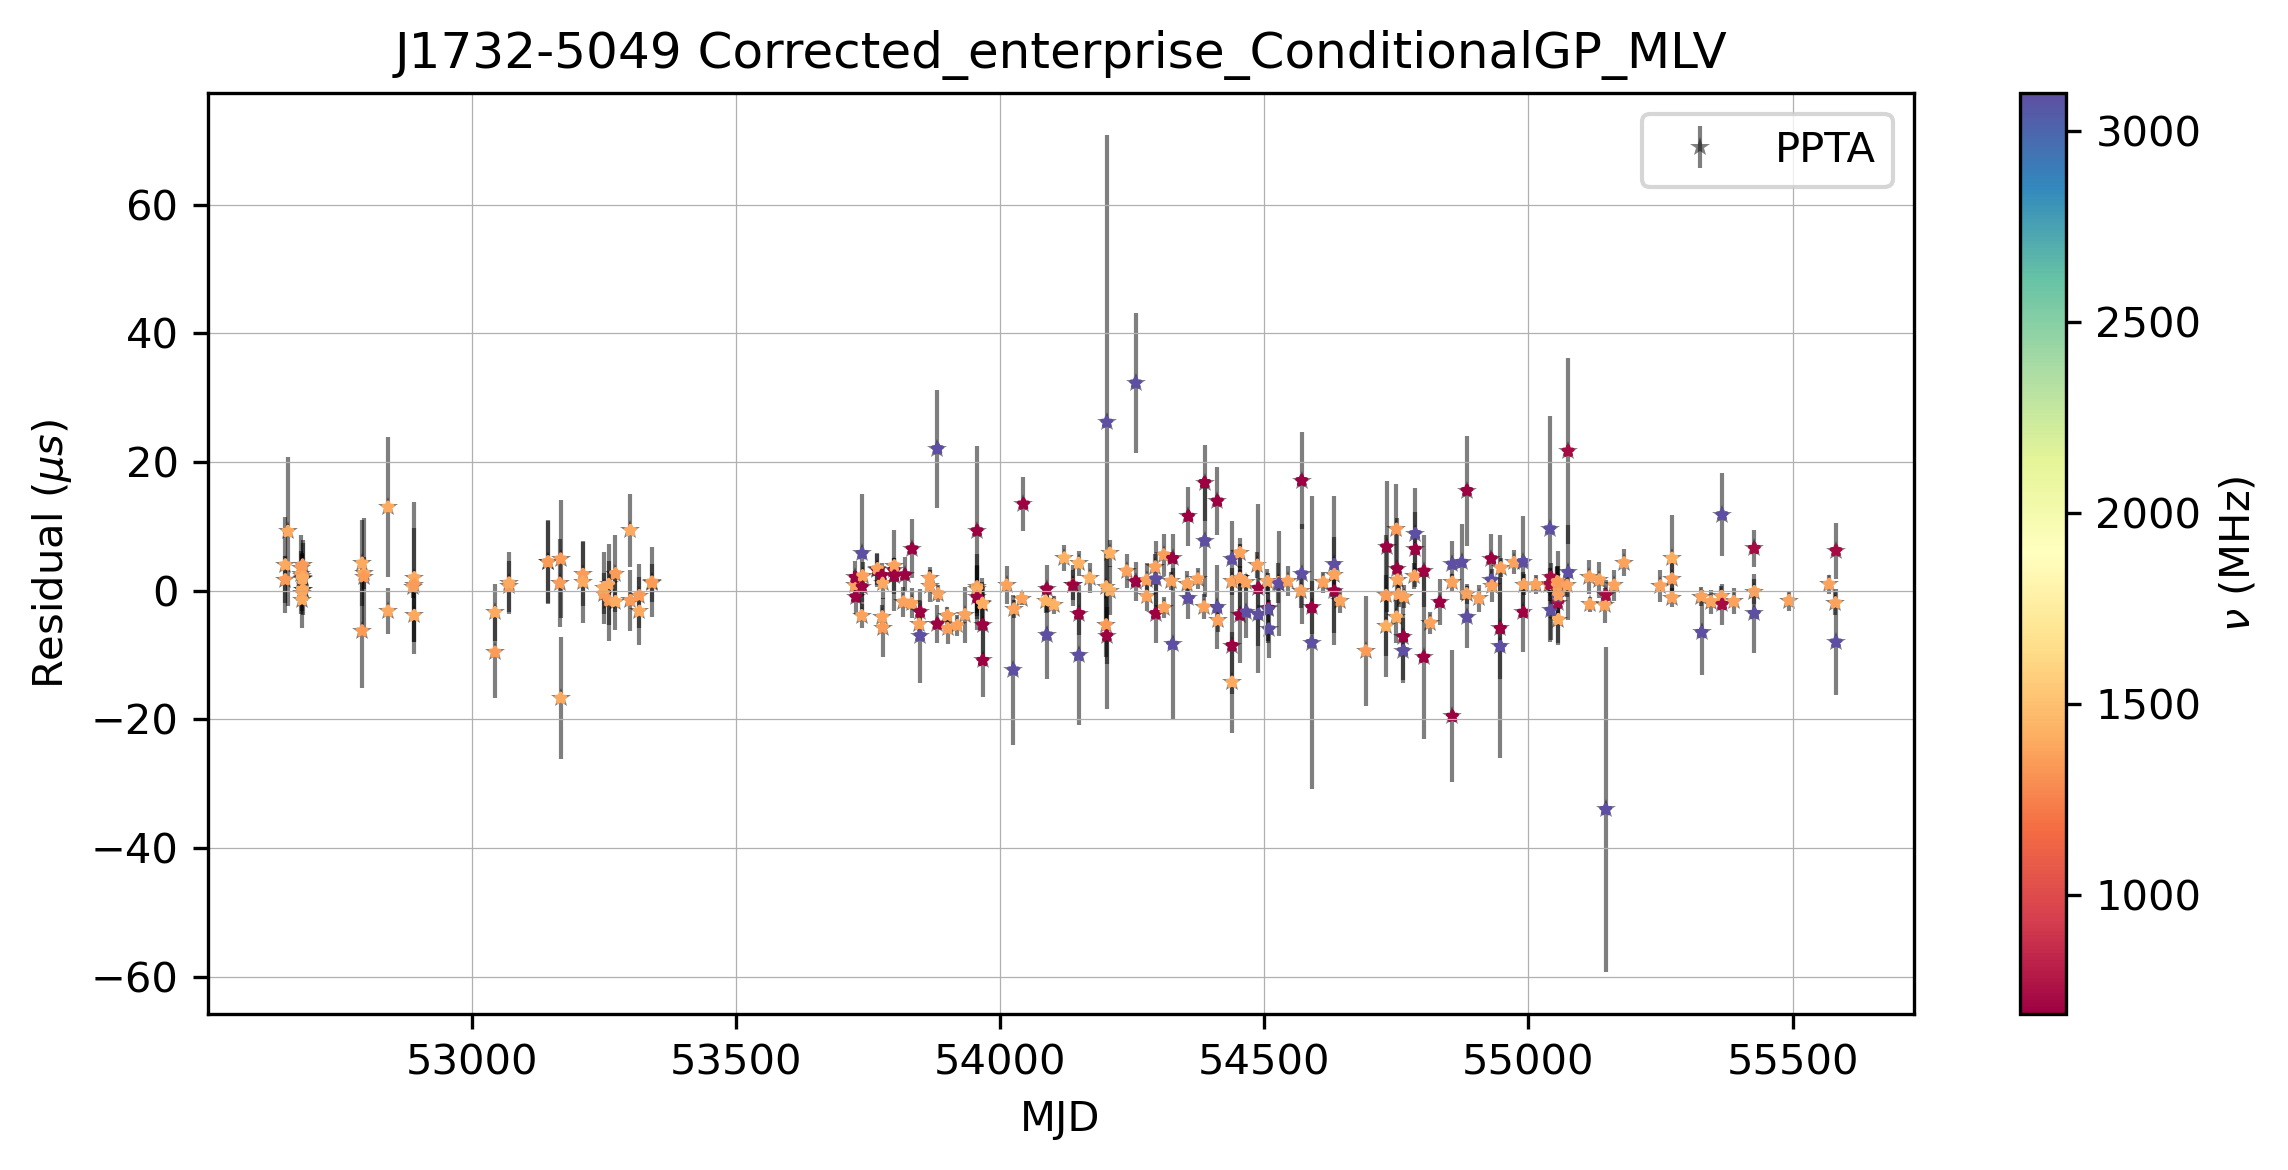 J1732-5049 Corrected_enterprise_ConditionalGP_MLV
PPTA
Residual (μs)
60
40
20
0
−20
−40
−60
53000 53500 54000 54500 55000 55500
MJD
3000
2500
2000
1500
1000
ν (MHz)